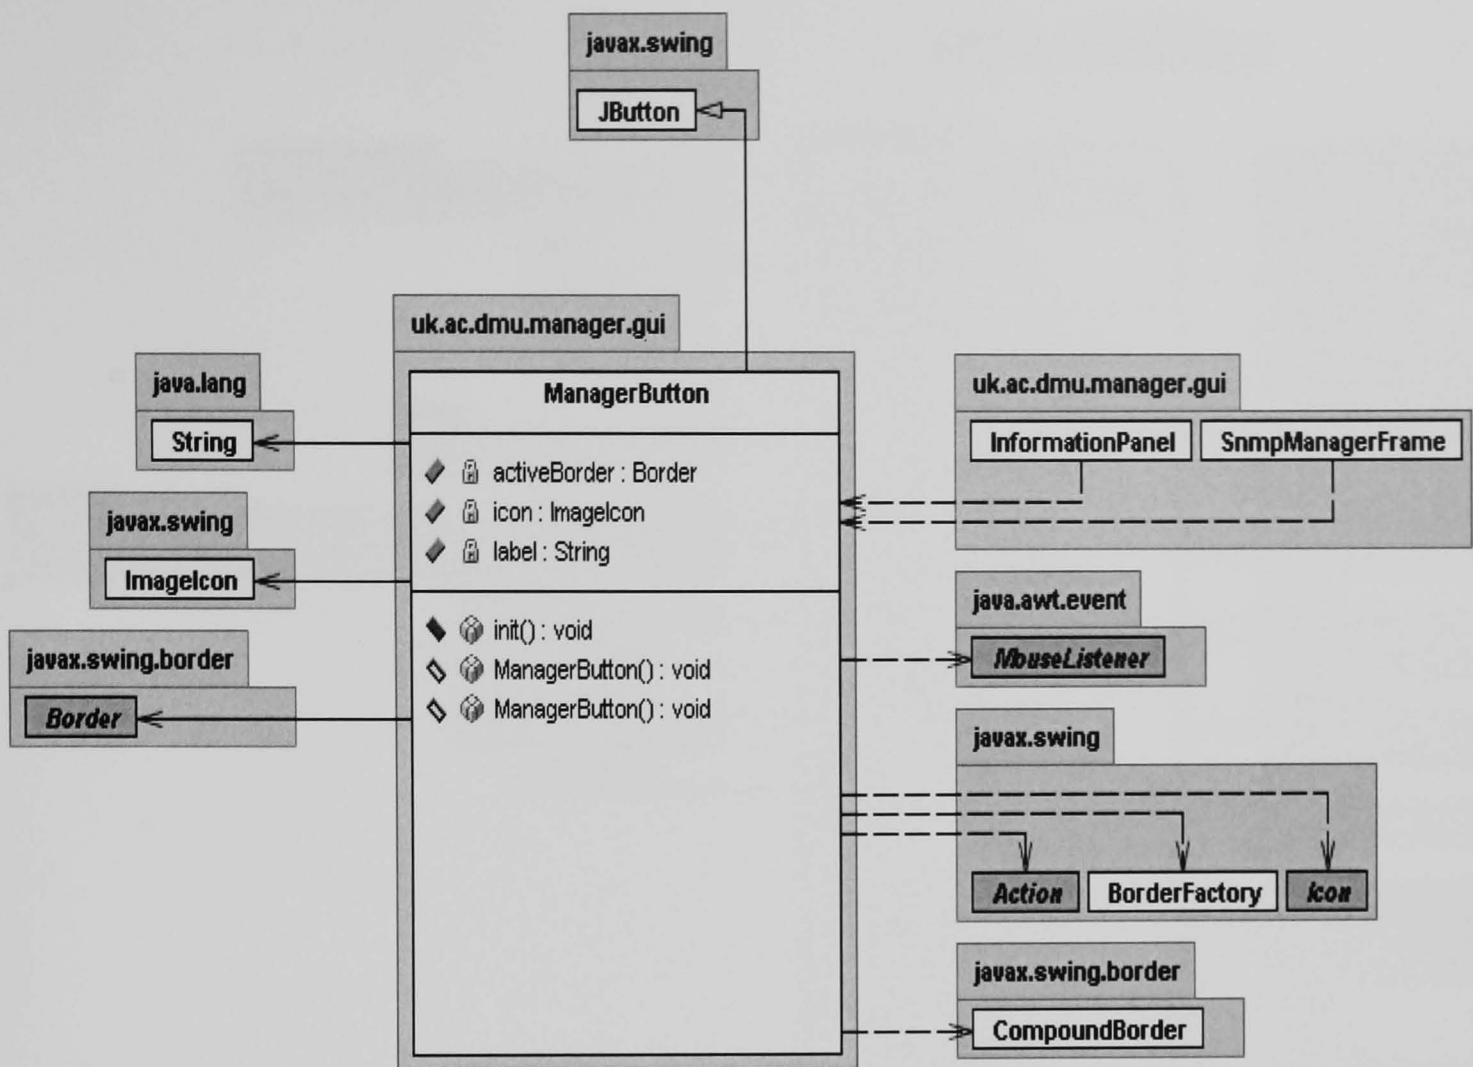 javax.swing
JButton
uk.ac.dmu.manager.gui
ManagerButton
activeBorder : Border
icon : ImageIcon
label : String
init() : void
ManagerButton() : void
ManagerButton() : void
java.lang
String
javax.swing
ImageIcon
javax.swing.border
Border
uk.ac.dmu.manager.gui
InformationPanel
SnmpManagerFrame
java.awt.event
MouseListener
javax.swing
Action
BorderFactory
Icon
javax.swing.border
CompoundBorder